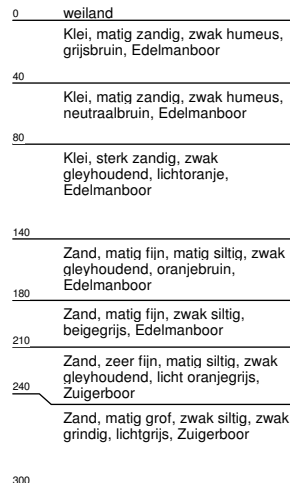 0 weiland
Klei, matig zandig, zwak humeus,
grijsbruin, Edelmanboor
40
Klei, matig zandig, zwak humeus,
neutraalbruin, Edelmanboor
80
Klei, sterk zandig, zwak
gleyhoudend, lichtoranje,
Edelmanboor
140
Zand, matig fijn, matig siltig, zwak
gleyhoudend, oranjebruin,
Edelmanboor
180
Zand, matig fijn, zwak siltig,
beigegrijs, Edelmanboor
210
Zand, zeer fijn, matig siltig, zwak
gleyhoudend, licht oranjegrijs,
Zuigerboor
240
Zand, matig grof, zwak siltig, zwak
grindig, lichtgrijs, Zuigerboor
300